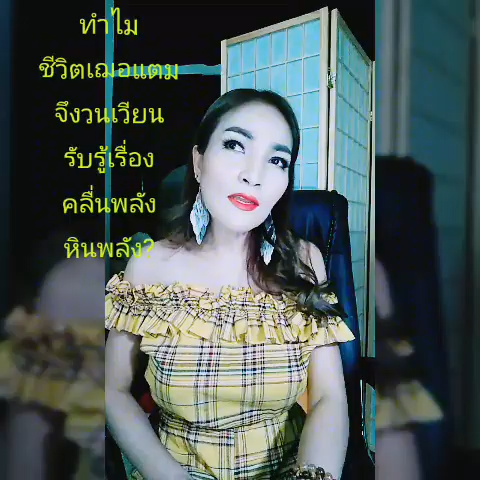 ทำไม
ชีวิตเฌอแตม
จึงวนเวียน
รับรู้เรื่อง
คลื่นพลัง
หินพลัง?